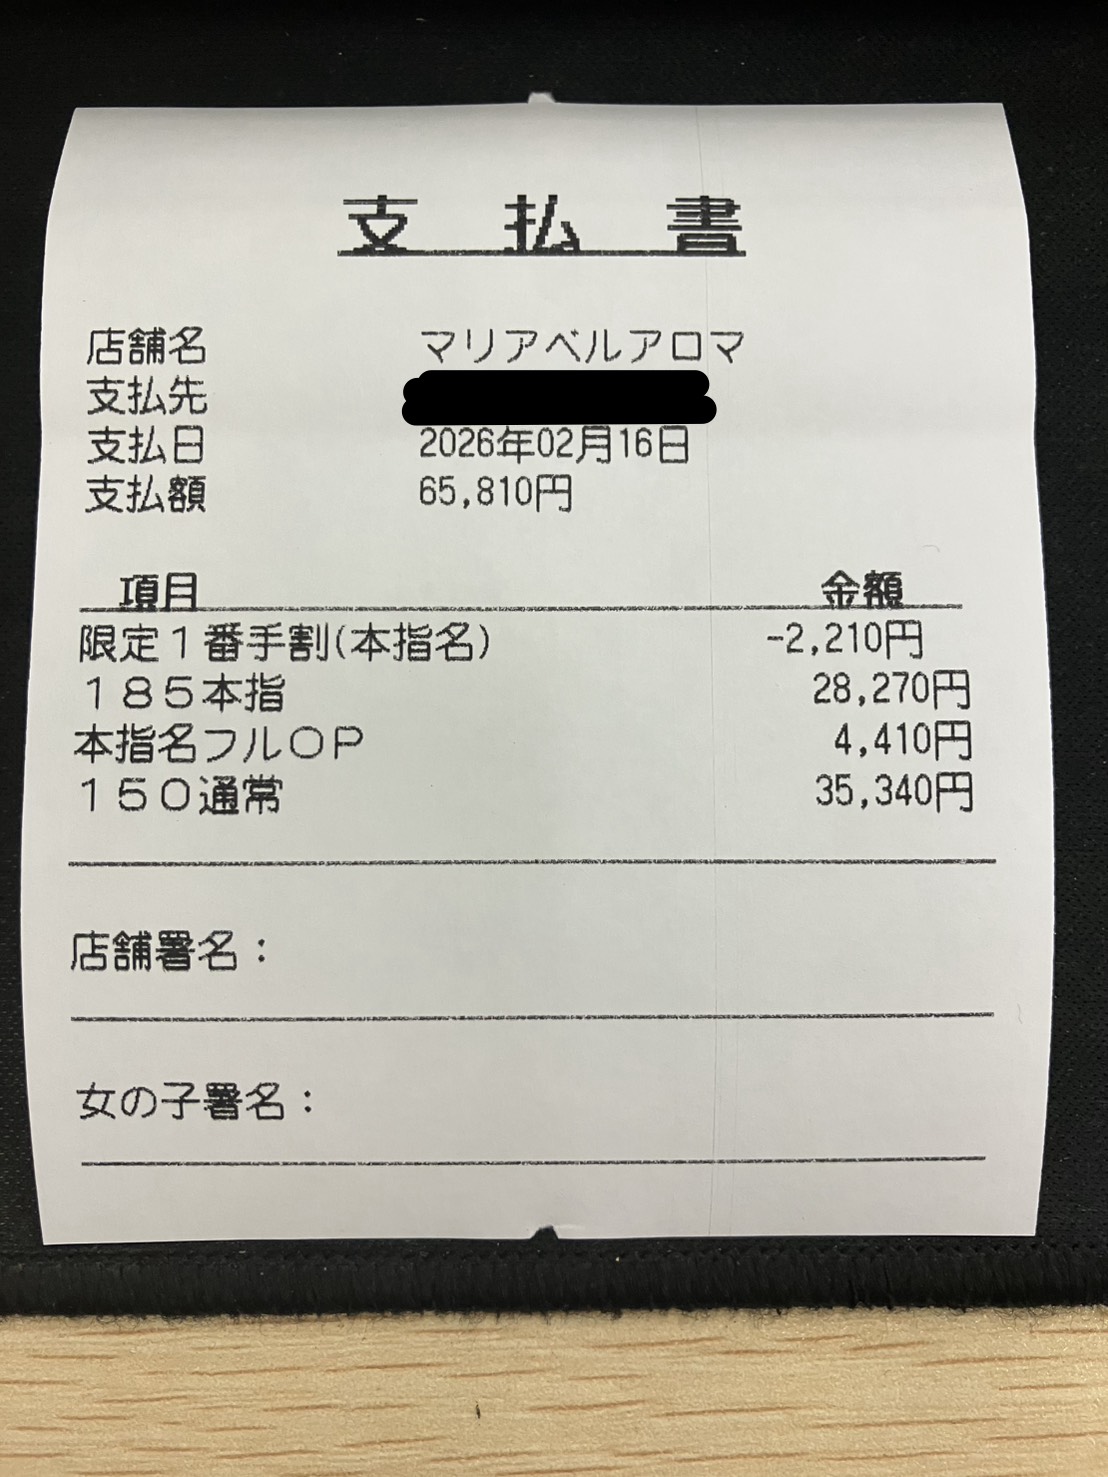 支払書
店舗名 マリアベルアロマ
支払先
支払日 2026年02月16日
支払額 65,810円
項目 金額
限定1番手割(本指名) -2,210円
185本指 28,270円
本指名フルOP 4,410円
150通常 35,340円
店舗署名:
女の子署名: